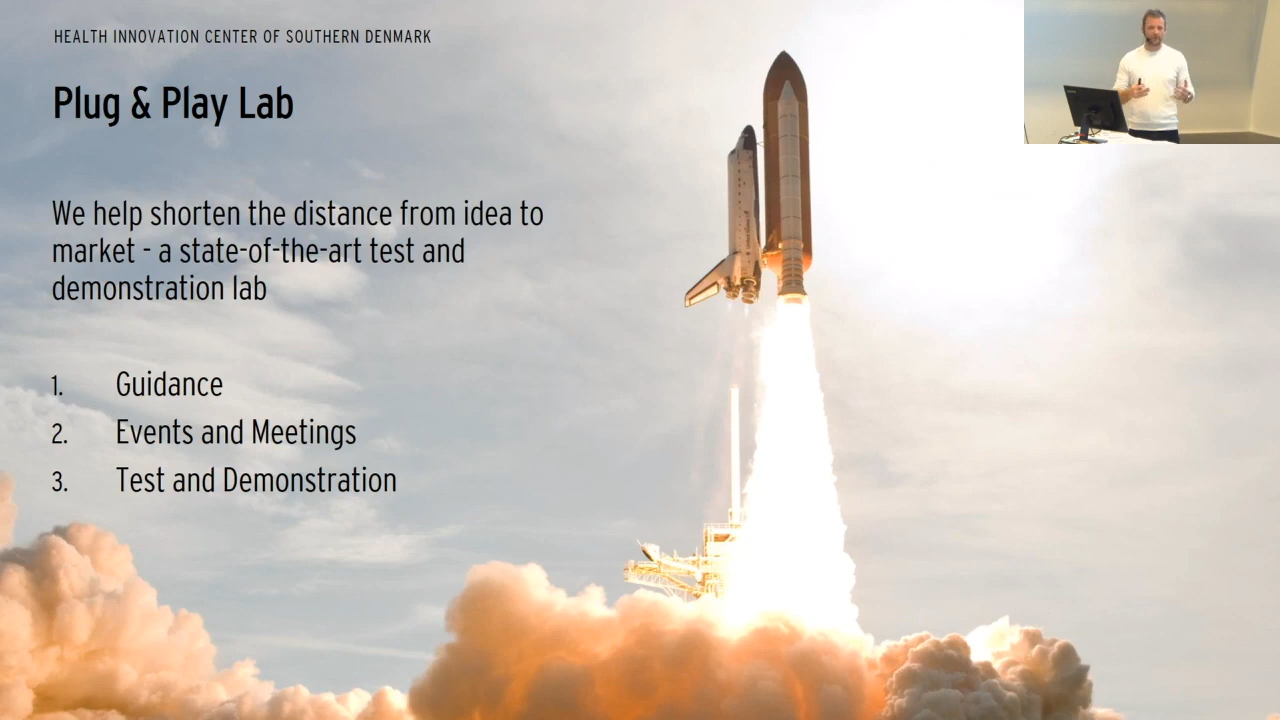 HEALTH INNOVATION CENTER OF SOUTHERN DENMARK
Plug & Play Lab
We help shorten the distance from idea to
market - a state-of-the-art test and
demonstration lab
1. Guidance
2. Events and Meetings
3. Test and Demonstration